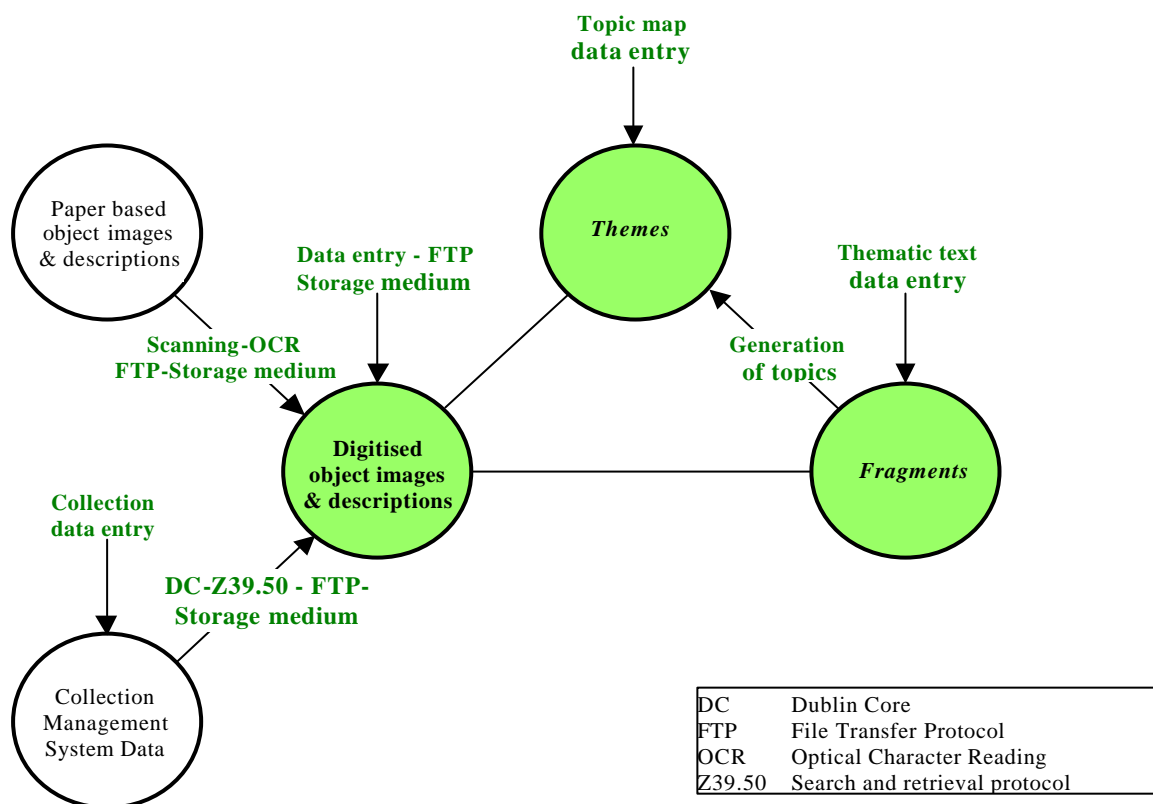 Topic map
data entry
Paper based
object images
& descriptions
Themes
Data entry - FTP
Storage medium
Thematic text
data entry
Scanning-OCR
FTP-Storage medium
Generation
of topics
Digitised
object images
& descriptions
Fragments
Collection
data entry
DC-Z39.50 - FTP-
Storage medium
Collection
Management
System Data
DC Dublin Core
FTP File Transfer Protocol
OCR Optical Character Reading
Z39.50 Search and retrieval protocol